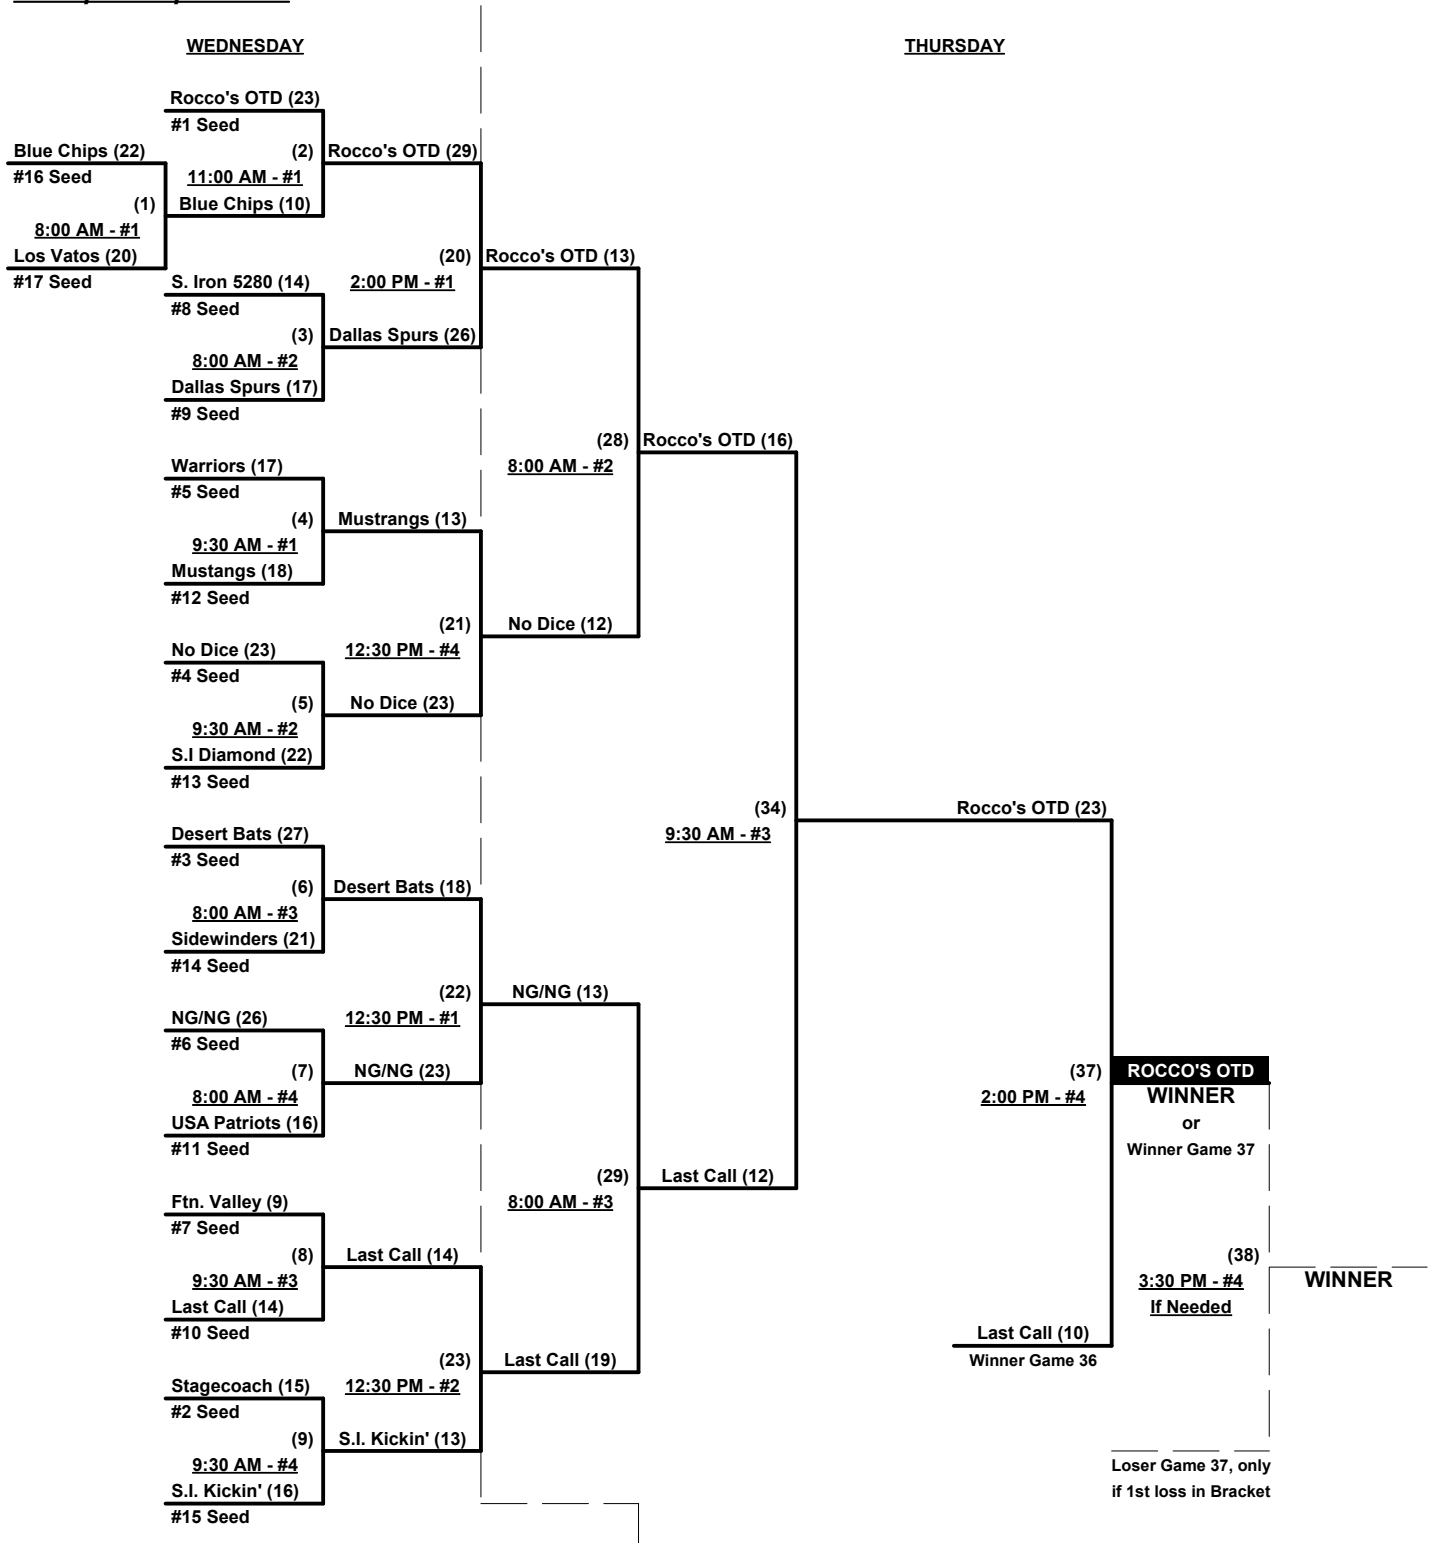 WEDNESDAY
THURSDAY
Rocco's OTD (23)
#1 Seed
Blue Chips (22)
(2)
Rocco's OTD (29)
#16 Seed
11:00 AM - #1
(1)
Blue Chips (10)
8:00 AM - #1
Los Vatos (20)
(20)
Rocco's OTD (13)
#17 Seed
S. Iron 5280 (14)
2:00 PM - #1
#8 Seed
(3)
Dallas Spurs (26)
8:00 AM - #2
Dallas Spurs (17)
#9 Seed
(28)
Rocco's OTD (16)
Warriors (17)
8:00 AM - #2
#5 Seed
(4)
Mustrangs (13)
9:30 AM - #1
Mustangs (18)
#12 Seed
(21)
No Dice (12)
No Dice (23)
12:30 PM - #4
#4 Seed
(5)
No Dice (23)
9:30 AM - #2
S.I Diamond (22)
#13 Seed
(34)
Rocco's OTD (23)
Desert Bats (27)
9:30 AM - #3
#3 Seed
(6)
Desert Bats (18)
8:00 AM - #3
Sidewinders (21)
#14 Seed
(22)
NG/NG (13)
NG/NG (26)
12:30 PM - #1
#6 Seed
(7)
NG/NG (23)
(37)
ROCCO'S OTD
8:00 AM - #4
2:00 PM - #4
WINNER
USA Patriots (16)
or
#11 Seed
Winner Game 37
(29)
Last Call (12)
Ftn. Valley (9)
8:00 AM - #3
#7 Seed
(8)
Last Call (14)
(38)
9:30 AM - #3
3:30 PM - #4
WINNER
Last Call (14)
If Needed
#10 Seed
Last Call (10)
(23)
Last Call (19)
Winner Game 36
Stagecoach (15)
12:30 PM - #2
#2 Seed
(9)
S.I. Kickin' (13)
9:30 AM - #4
Loser Game 37, only
S.I. Kickin' (16)
if 1st loss in Bracket
#15 Seed